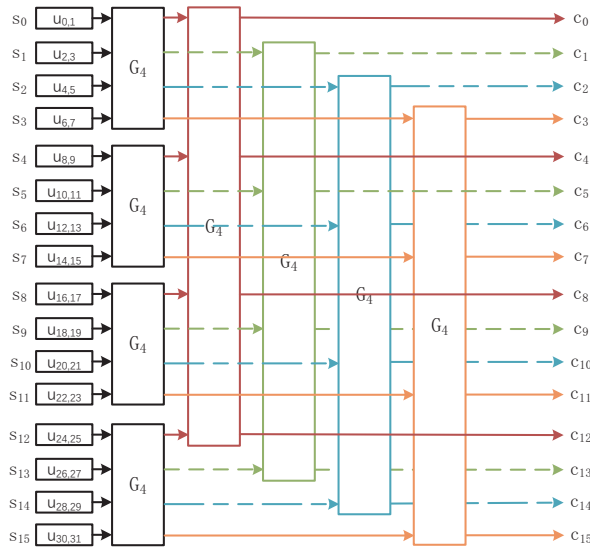 s0 u0,1 c0
s1 u2,3 G4 c1
s2 u4,5 c2
s3 u6,7 c3
s4 u8,9 c4
s5 u10,11 G4 c5
s6 u12,13 G4 c6
s7 u14,15 G4 c7
s8 u16,17 G4 c8
s9 u18,19 G4 G4 c9
s10 u20,21 c10
s11 u22,23 c11
s12 u24,25 c12
s13 u26,27 G4 c13
s14 u28,29 c14
s15 u30,31 c15